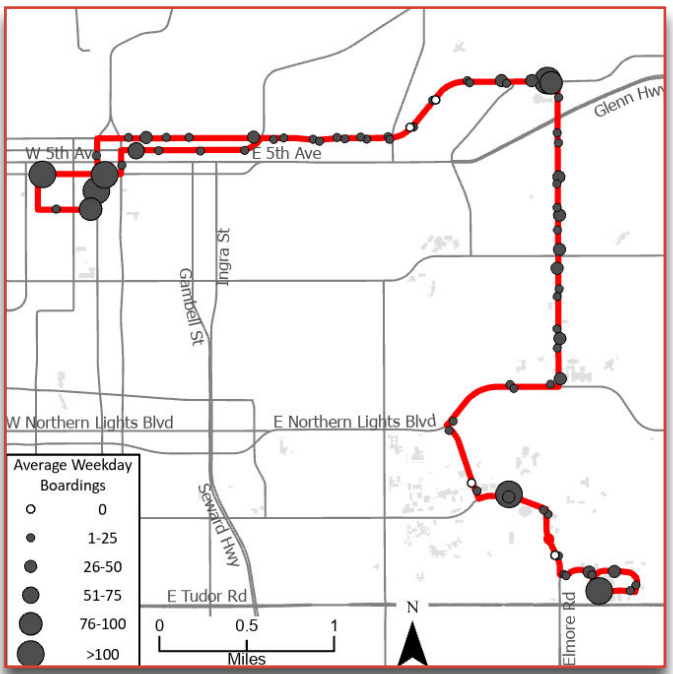 Glenn Hwy
W 5th Av
E 5th Ave
Ingra St
Gambell St
W Northern Lights Blvd
E Northern Lights Blvd
Average Weekday
Boardings
0
1-25
26-50
51-75
76-100
>100
Seward Hwy
E Tudor Rd
0 0.5 1
Miles
N
Elmore Rd